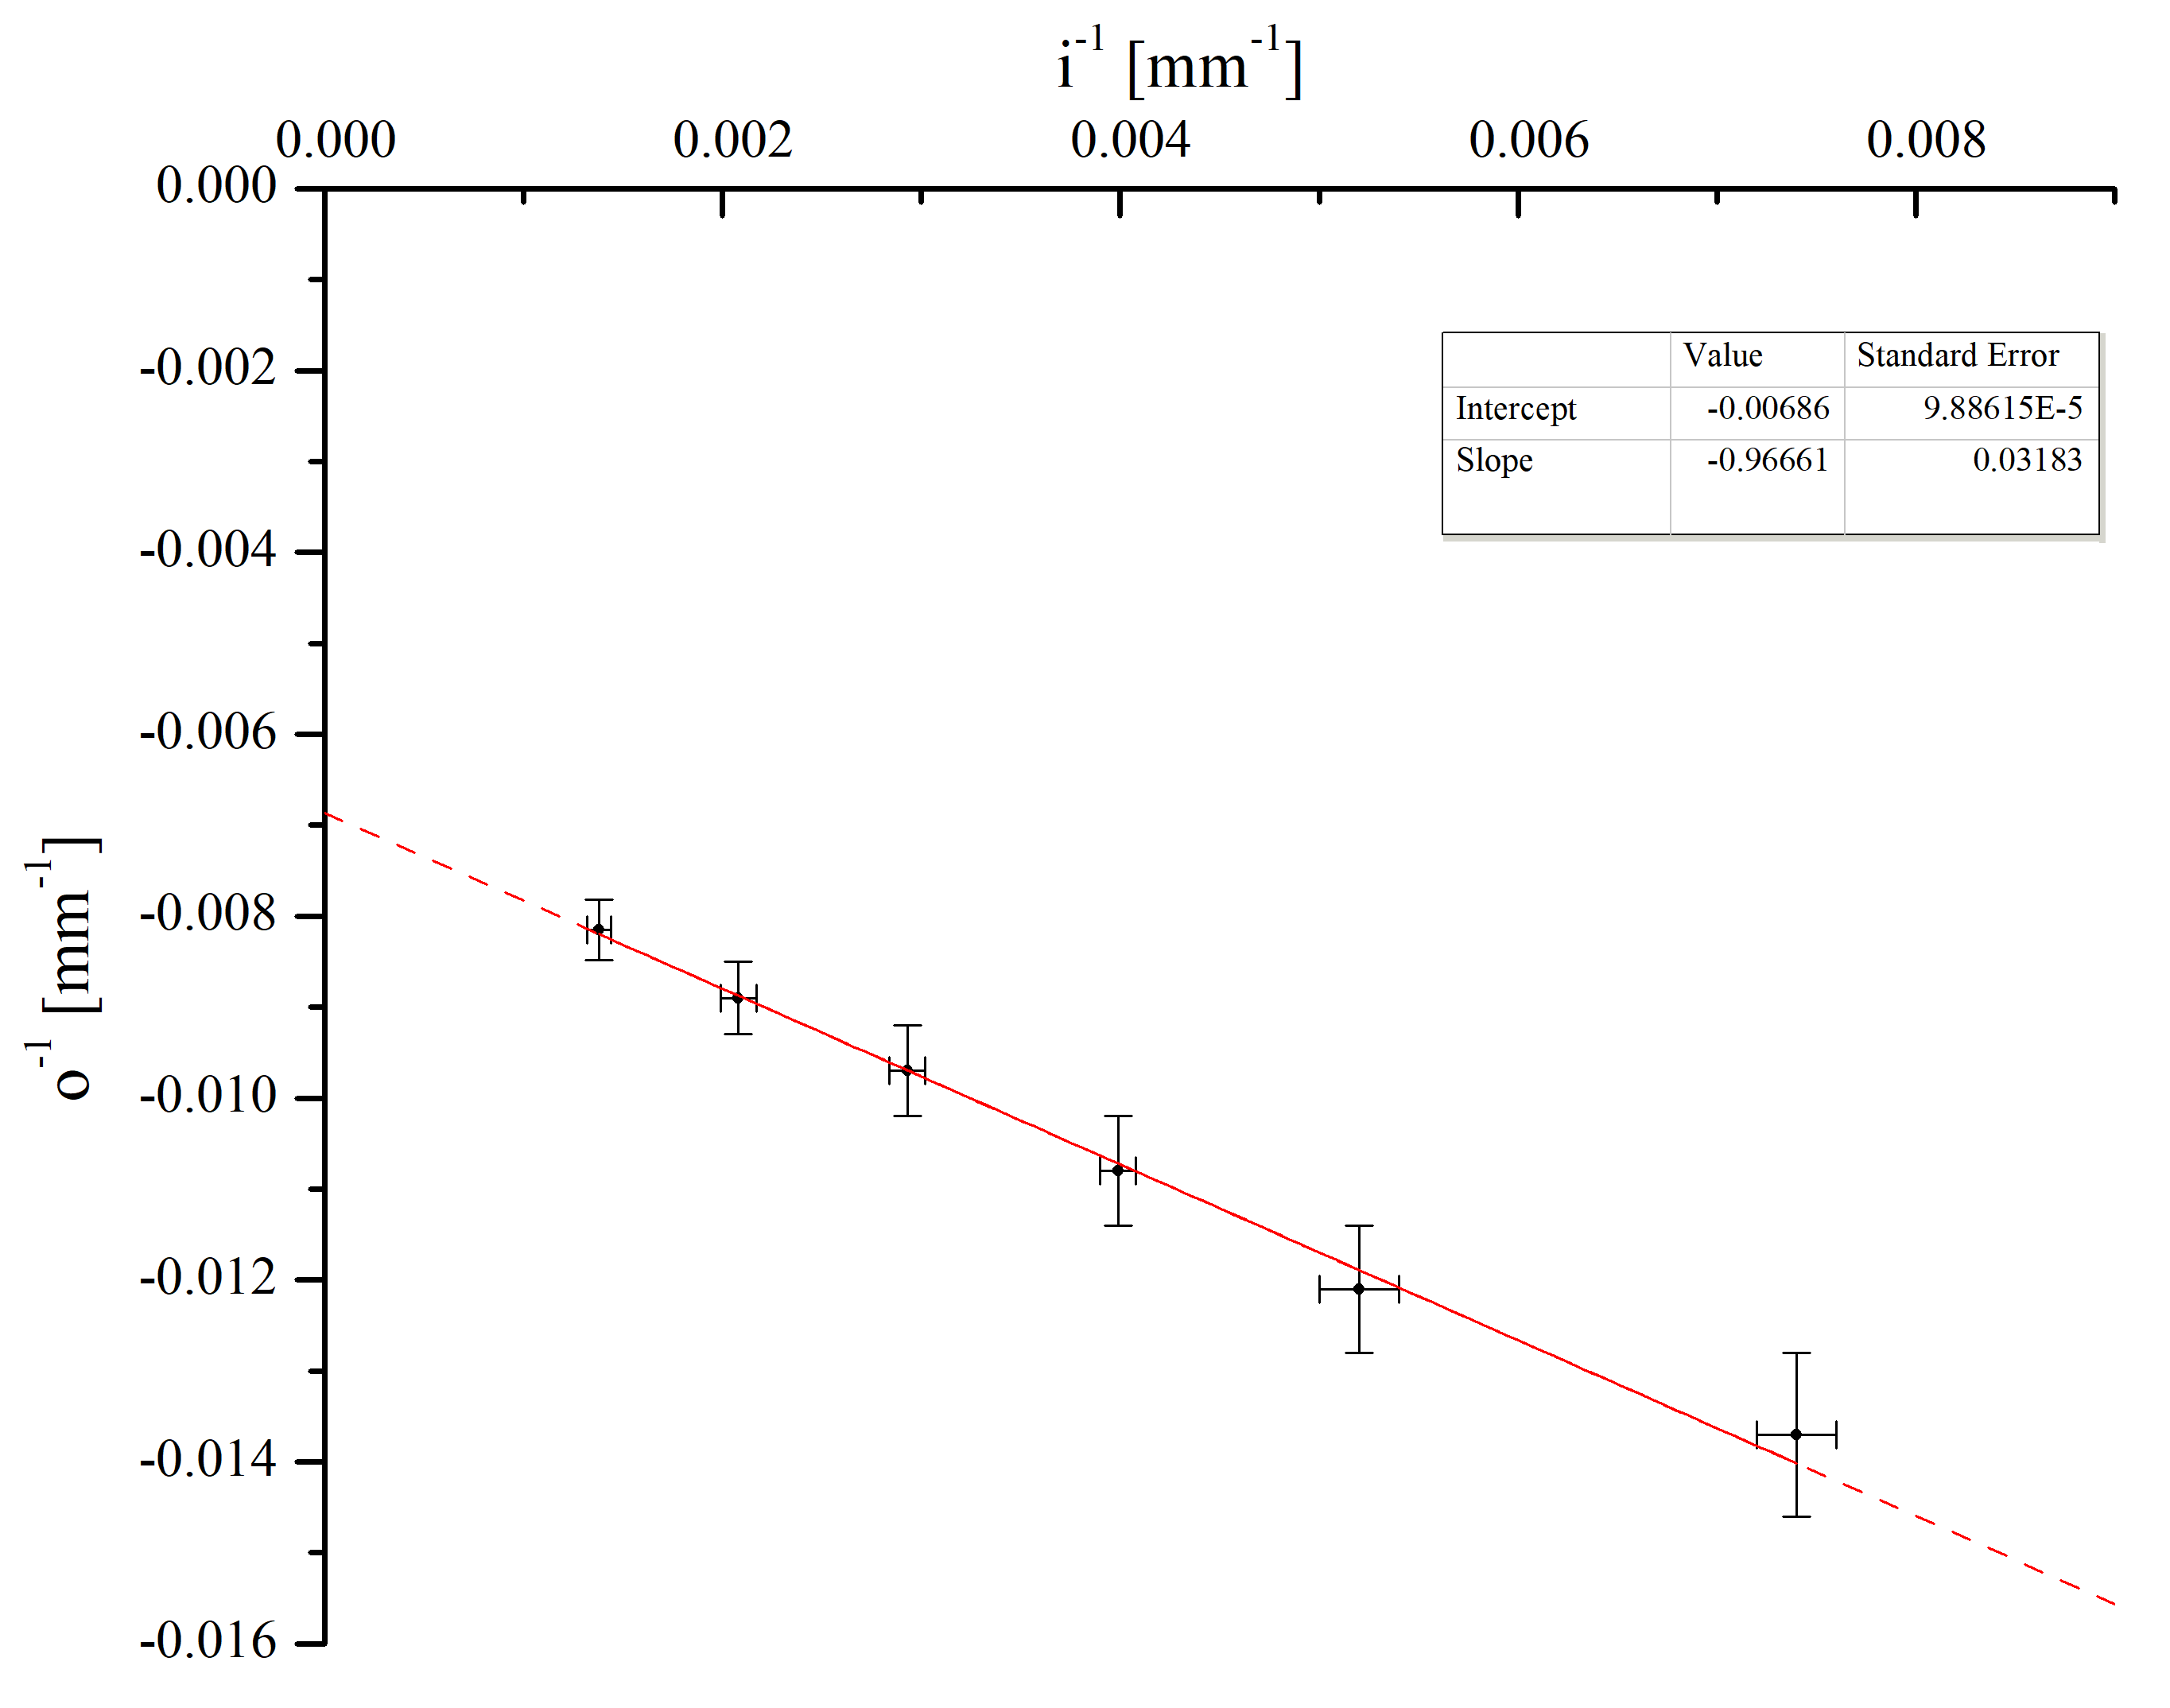 i⁻¹ [mm⁻¹]
0.000 0.002 0.004 0.006 0.008
0.000
-0.002
-0.004
-0.006
-0.008
-0.010
-0.012
-0.014
-0.016
o⁻¹ [mm⁻¹]
Value Standard Error
Intercept -0.00686 9.88615E-5
Slope -0.96661 0.03183